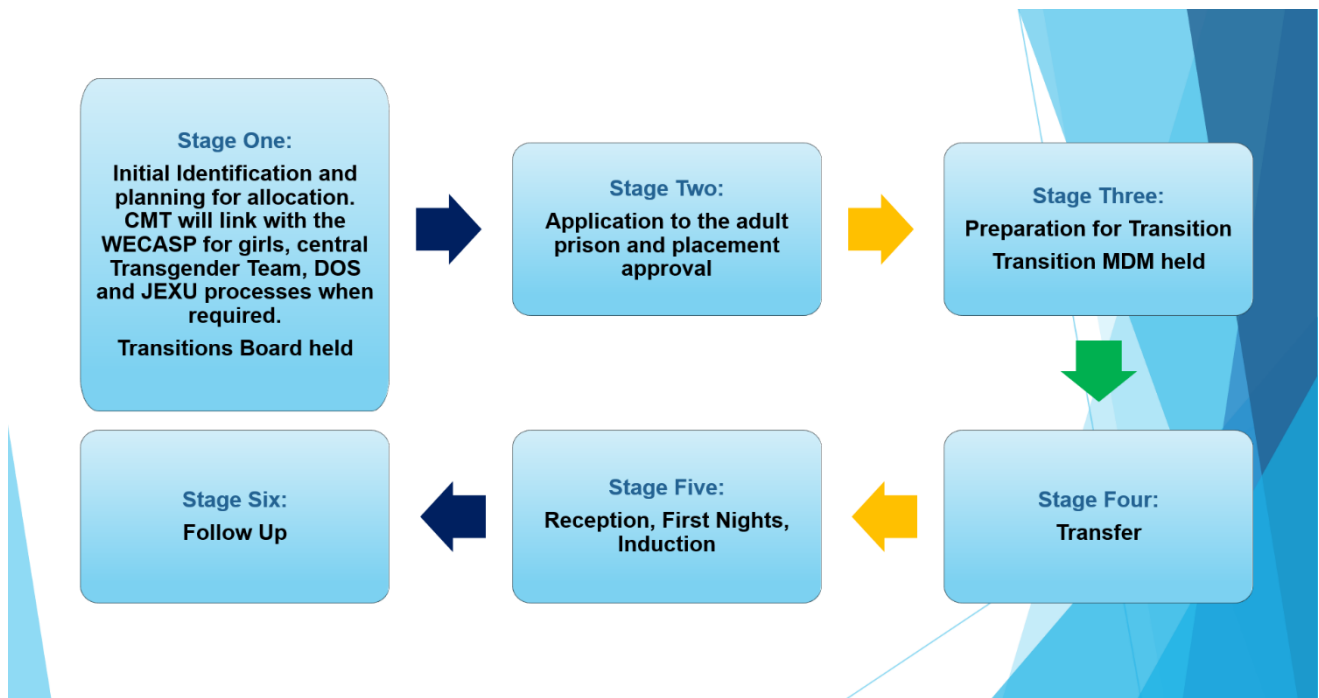 Stage One:
Initial Identification and
planning for allocation.
CMT will link with the
WECASP for girls, central
Transgender Team, DOS
and JEXU processes when
required.
Transitions Board held
Stage Two:
Application to the adult
prison and placement
approval
Stage Three:
Preparation for Transition
Transition MDM held
Stage Four:
Transfer
Stage Five:
Reception, First Nights,
Induction
Stage Six:
Follow Up